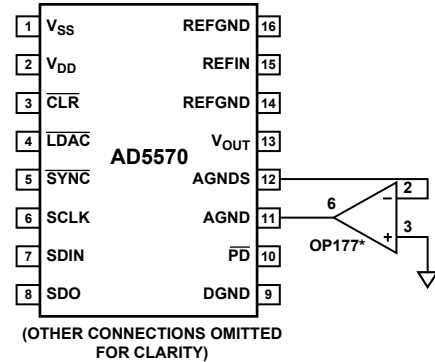 1 VSS REFGND 16
2 VDD REFIN 15
3 CLR REFGND 14
4 LDAC VOUT 13
AD5570
5 SYNC AGNDS 12
6 SCLK AGND 11
7 SDIN PD 10
8 SDO DGND 9
6
2
–
+
3
OP177*
(OTHER CONNECTIONS OMITTED
FOR CLARITY)